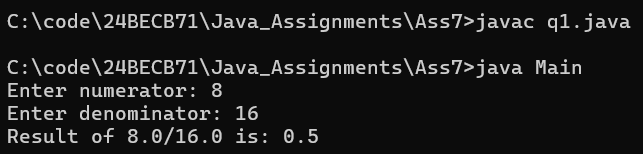 C:\code\24BECB71\Java_Assignments\Ass7>javac q1.java
C:\code\24BECB71\Java_Assignments\Ass7>java Main
Enter numerator: 8
Enter denominator: 16
Result of 8.0/16.0 is: 0.5